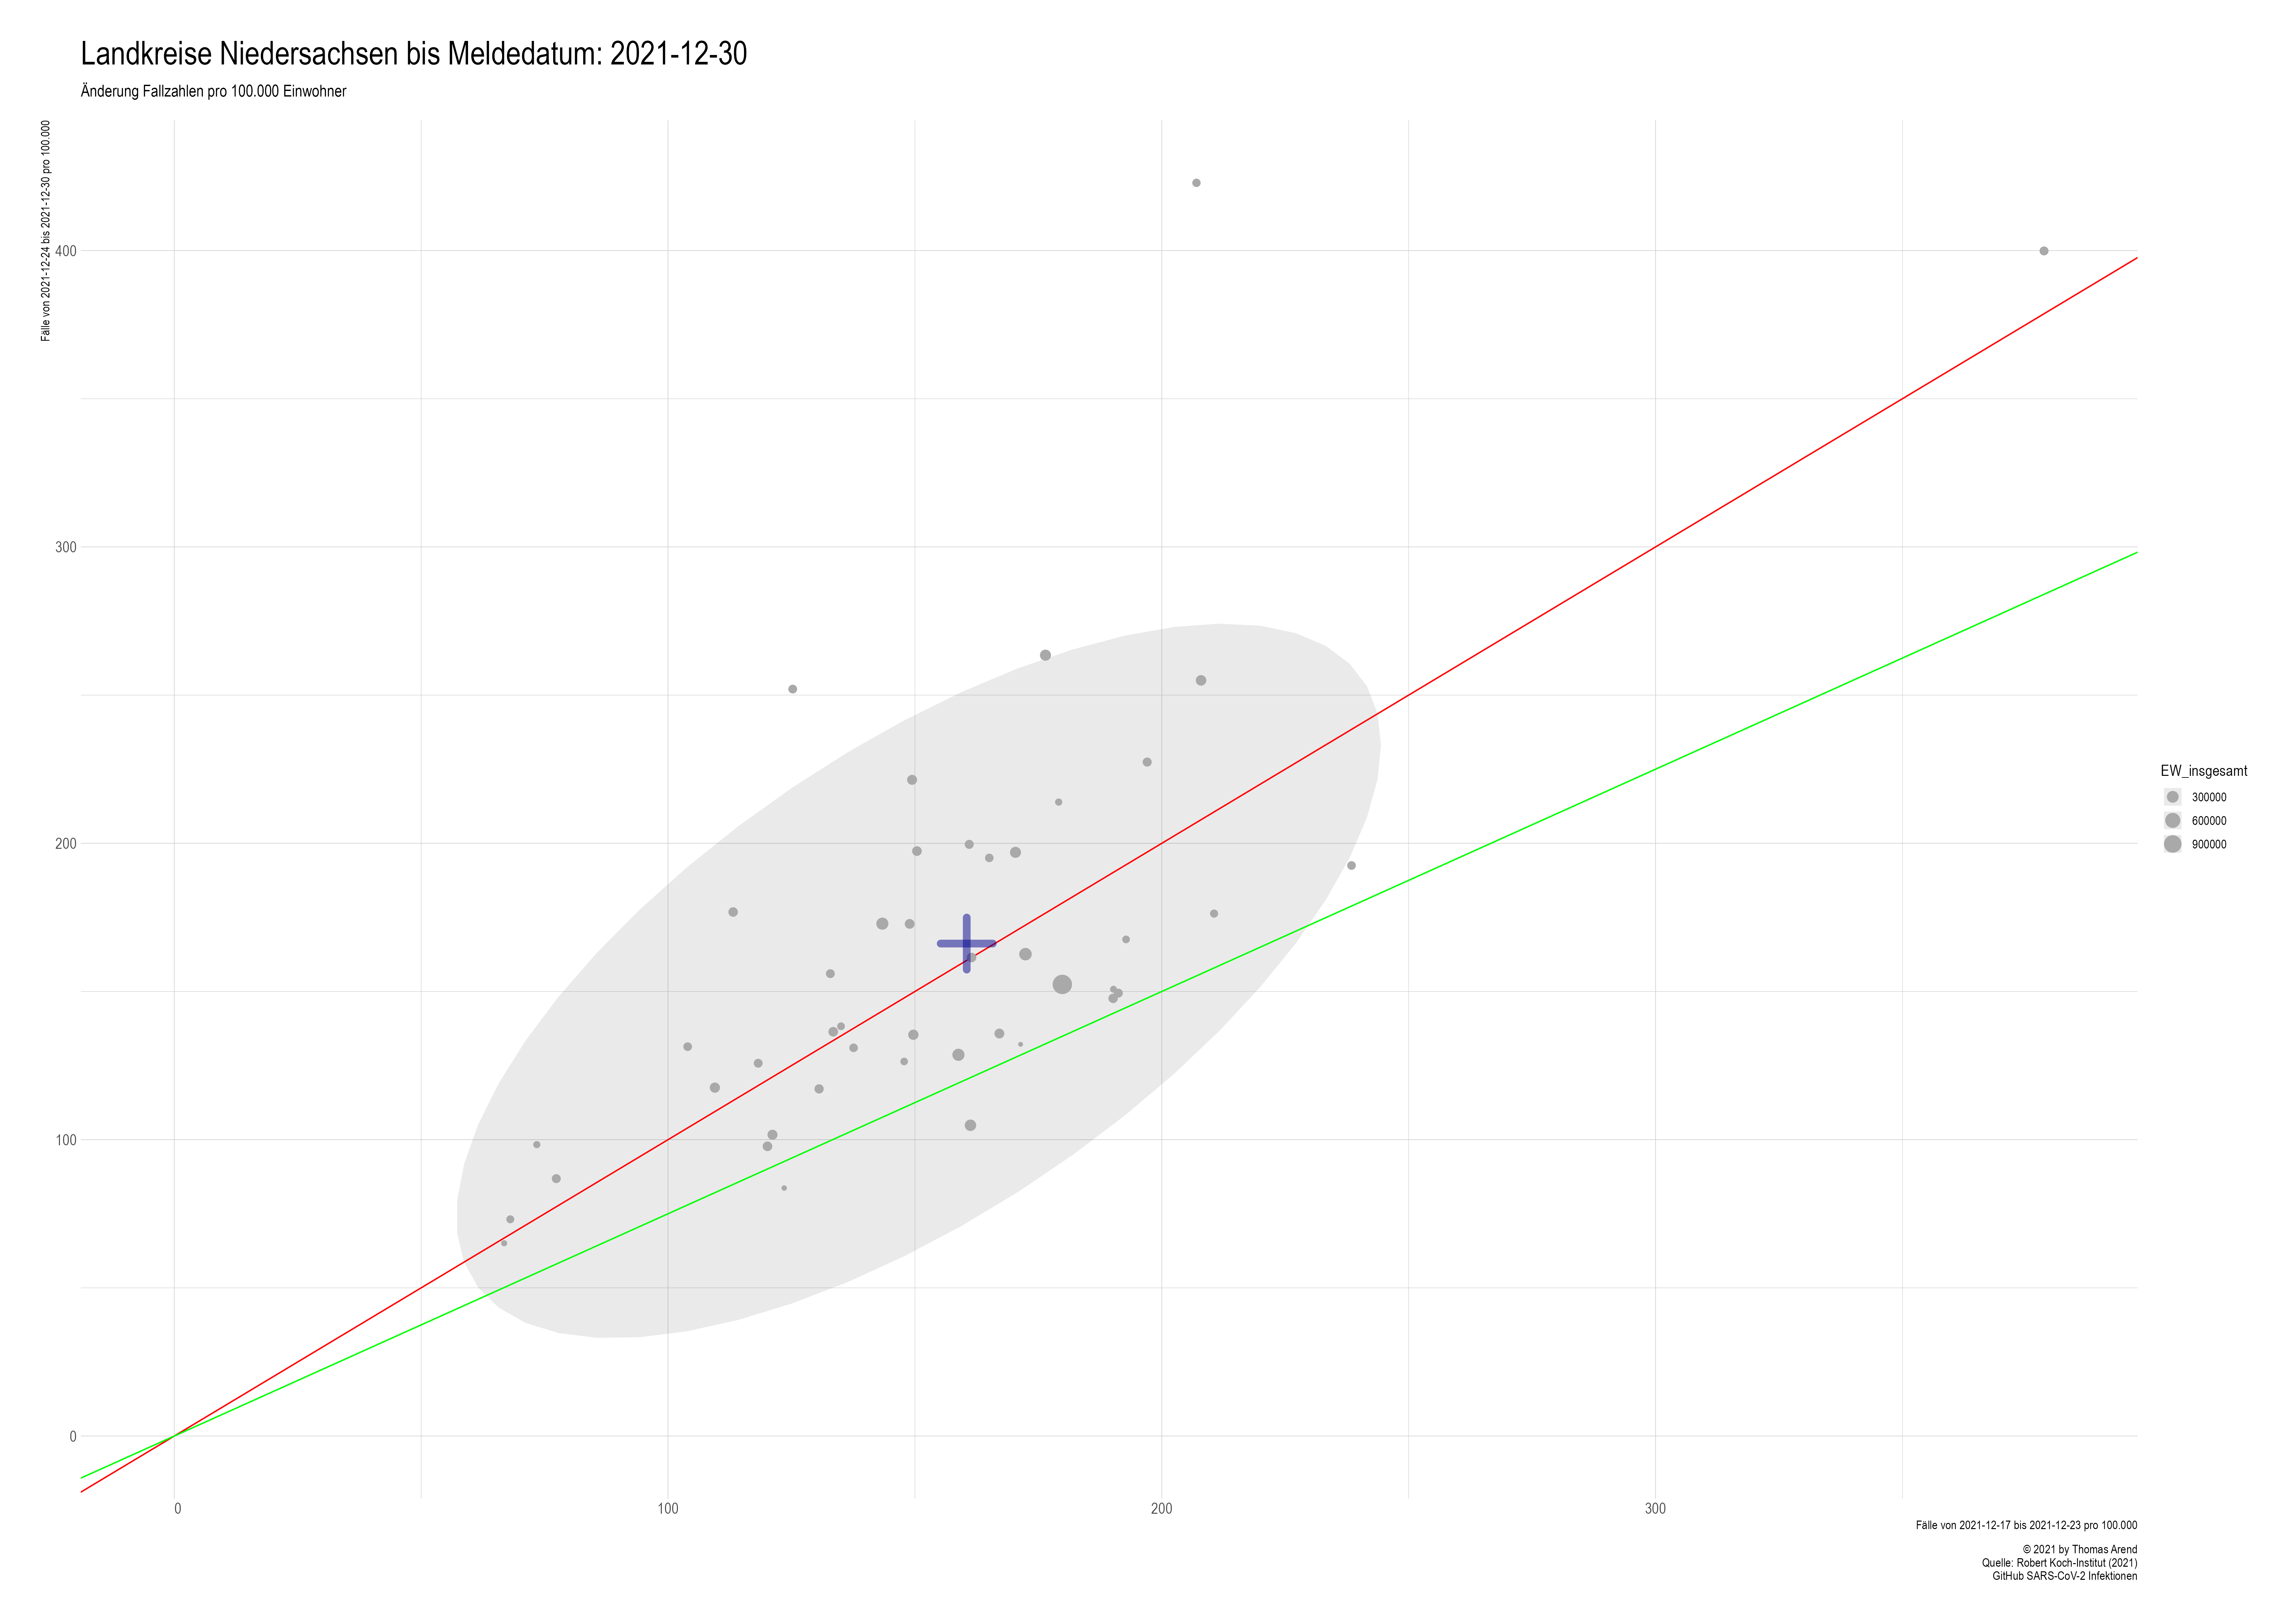 Landkreise Niedersachsen bis Meldedatum: 2021-12-30
Änderung Fallzahlen pro 100.000 Einwohner
Fälle von 2021-12-24 bis 2021-12-30 pro 100.000
400
300
200
100
0
0
100
200
300
Fälle von 2021-12-17 bis 2021-12-23 pro 100.000
EW_insgesamt
300000
600000
900000
© 2021 by Thomas Arend
Quelle: Robert Koch-Institut (2021)
GitHub SARS-CoV-2 Infektionen